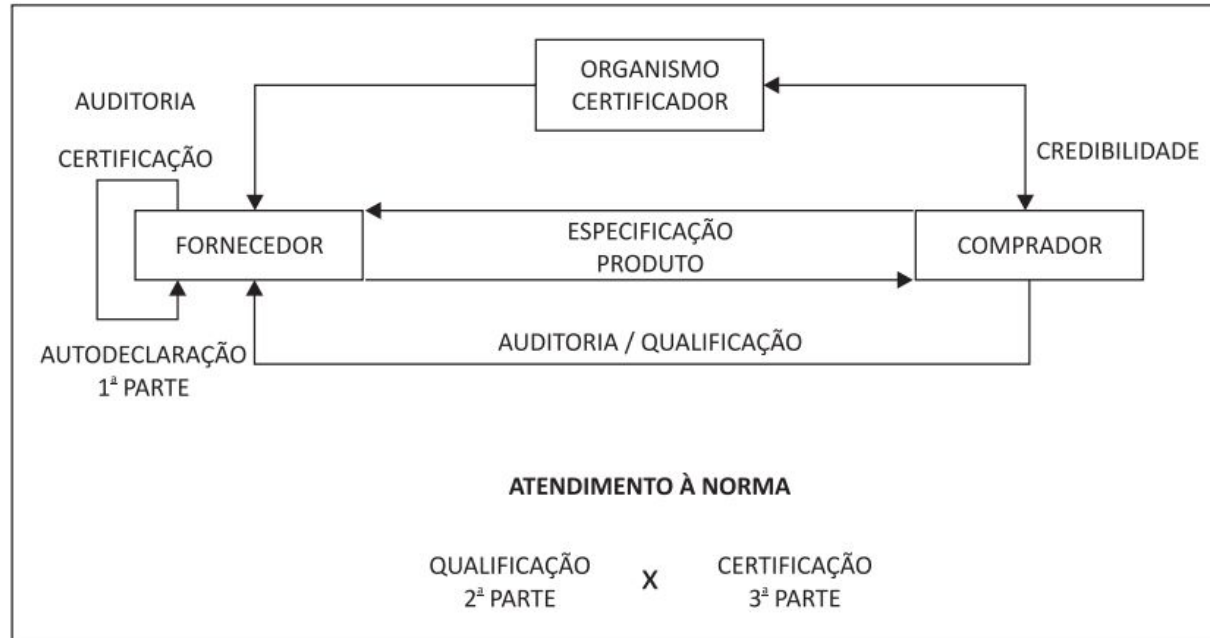 ORGANISMO
CERTIFICADOR
AUDITORIA
CERTIFICAÇÃO
CREDIBILIDADE
FORNECEDOR
ESPECIFICAÇÃO
PRODUTO
COMPRADOR
AUTODECLARAÇÃO
1ª PARTE
AUDITORIA / QUALIFICAÇÃO
ATENDIMENTO À NORMA
QUALIFICAÇÃO
2ª PARTE
X
CERTIFICAÇÃO
3ª PARTE